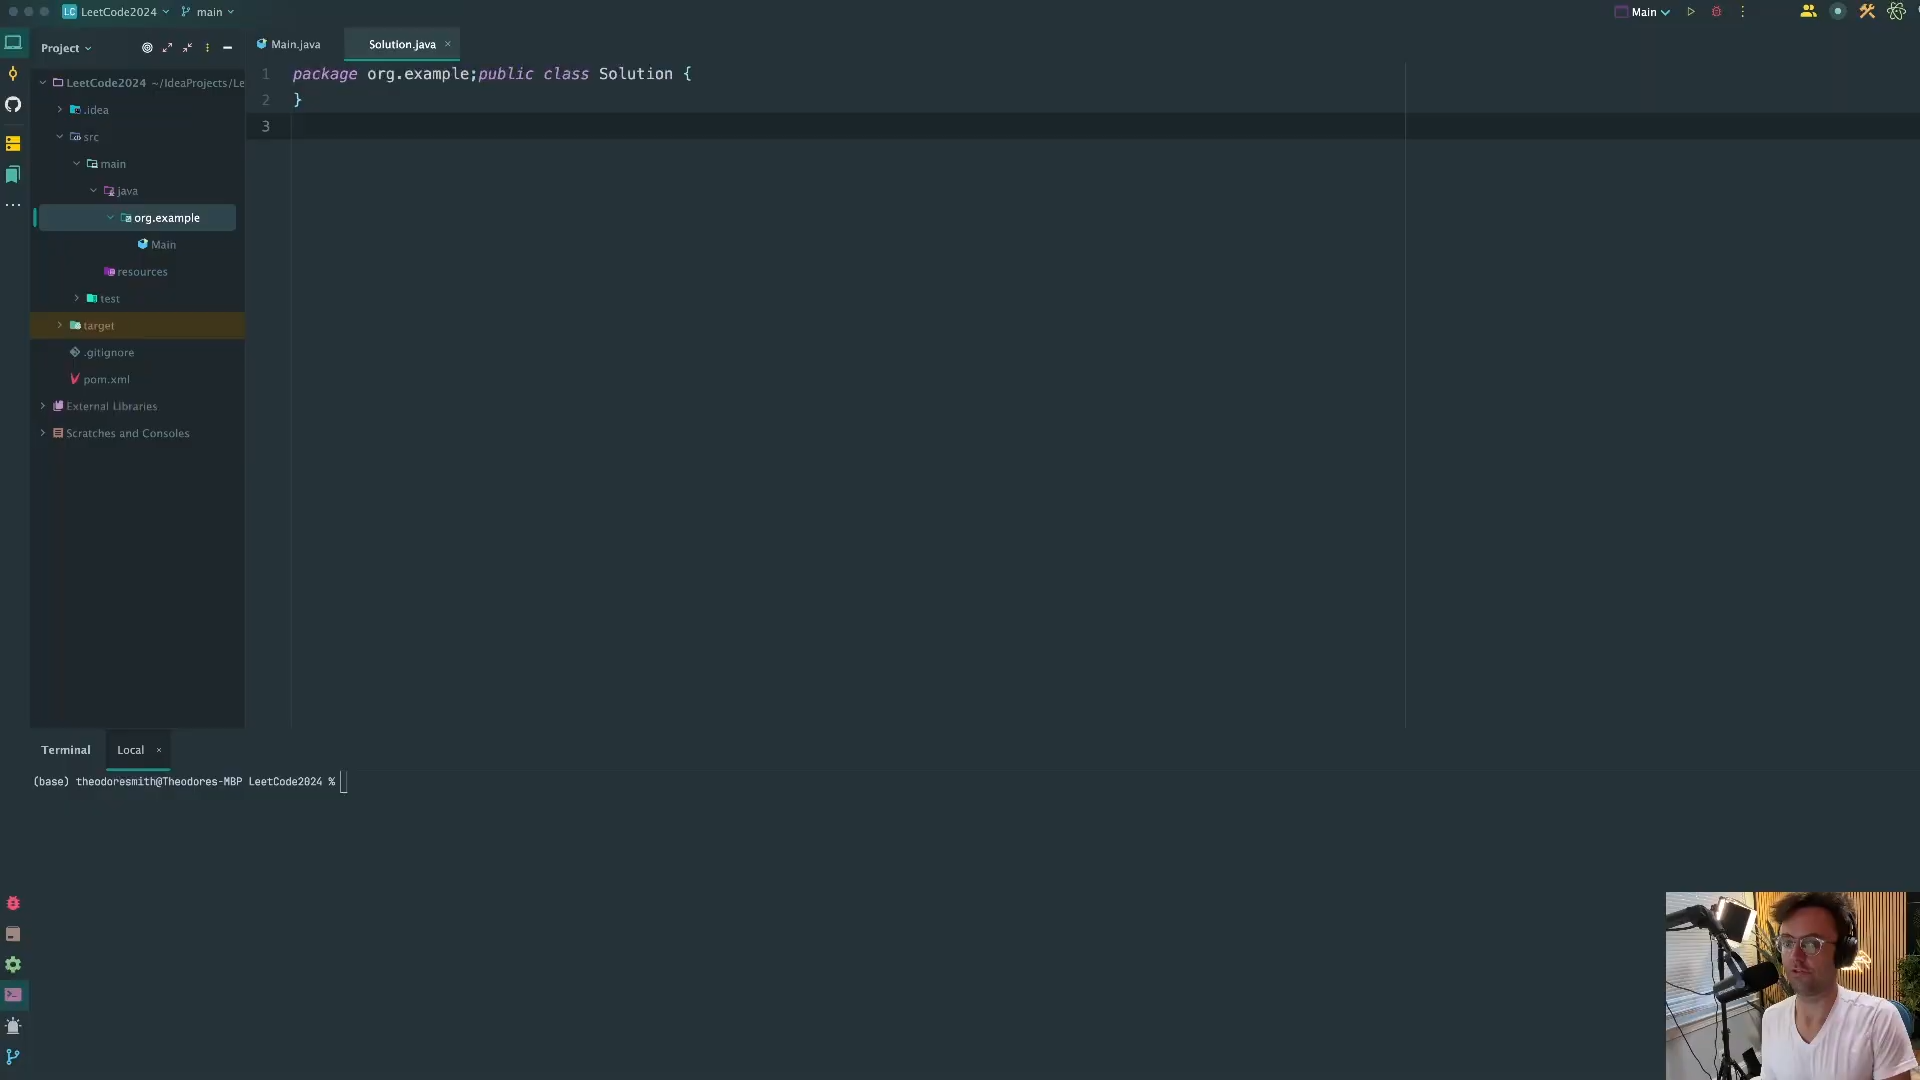 LC LeetCode2024 main Main
Project
Main.java Solution.java ×
LeetCode2024 ~/IdeaProjects/Le
.idea
src
main
java
org.example
Main
resources
test
target
.gitignore
pom.xml
External Libraries
Scratches and Consoles
1 package org.example;public class Solution {
2 }
3
Terminal Local ×
(base) theodoresmith@Theodores-MBP LeetCode2024 %